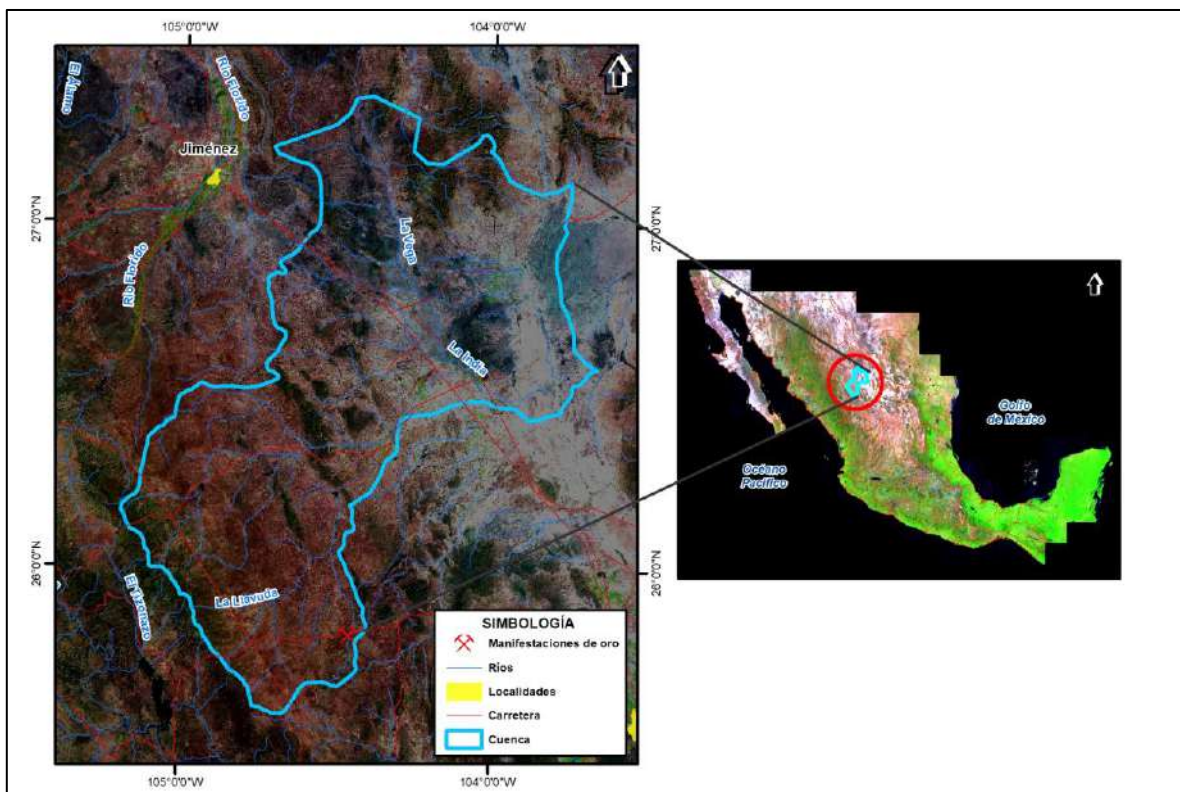 105°0'0"W
104°0'0"W
Río Florido
El Álamo
Jiménez
27°0'0"N
27°0'0"N
La Vega
Río Florido
La India
Golfo
de México
Océano
Pacífico
26°0'0"N
26°0'0"N
El Tizonazo
La Llavuda
SIMBOLOGÍA
Manifestaciones de oro
Ríos
Localidades
Carretera
Cuenca
105°0'0"W
104°0'0"W